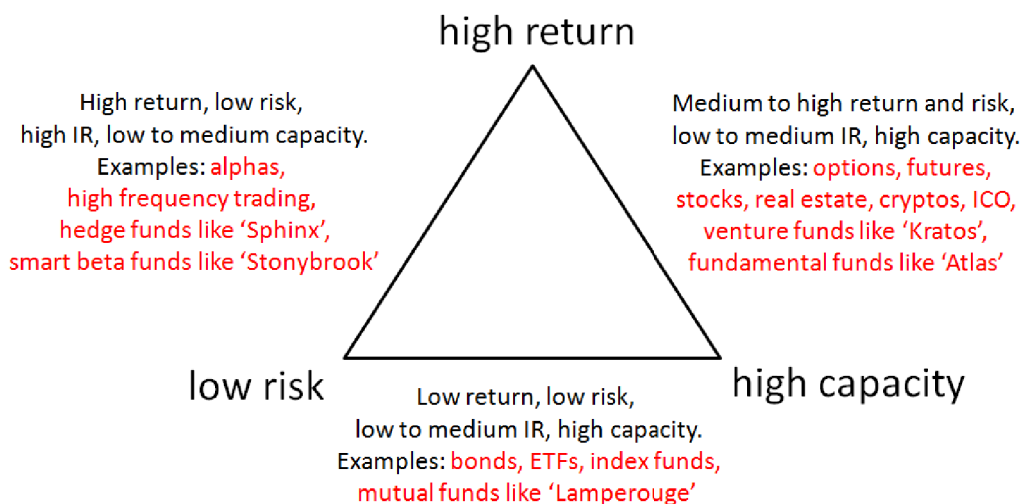 high return
High return, low risk,
high IR, low to medium capacity.
Examples: alphas,
high frequency trading,
hedge funds like ‘Sphinx’,
smart beta funds like ‘Stonybrook’
Medium to high return and risk,
low to medium IR, high capacity.
Examples: options, futures,
stocks, real estate, cryptos, ICO,
venture funds like ‘Kratos’,
fundamental funds like ‘Atlas’
low risk
high capacity
Low return, low risk,
low to medium IR, high capacity.
Examples: bonds, ETFs, index funds,
mutual funds like ‘Lamperouge’